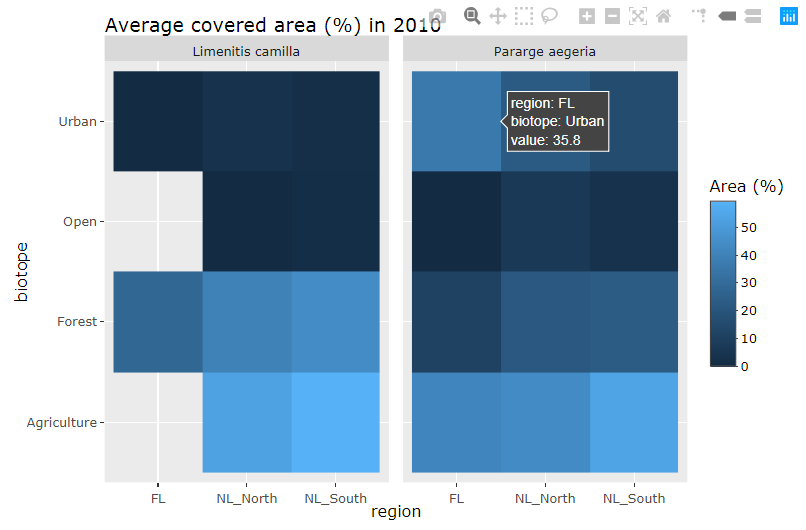 Average covered area (%) in 2010
Limenitis camilla
Pararge aegeria
Urban
Open
Forest
Agriculture
biotope
region: FL
biotope: Urban
value: 35.8
Area (%)
50
40
30
20
10
0
FL
NL_North
NL_South
FL
NL_North
NL_South
region